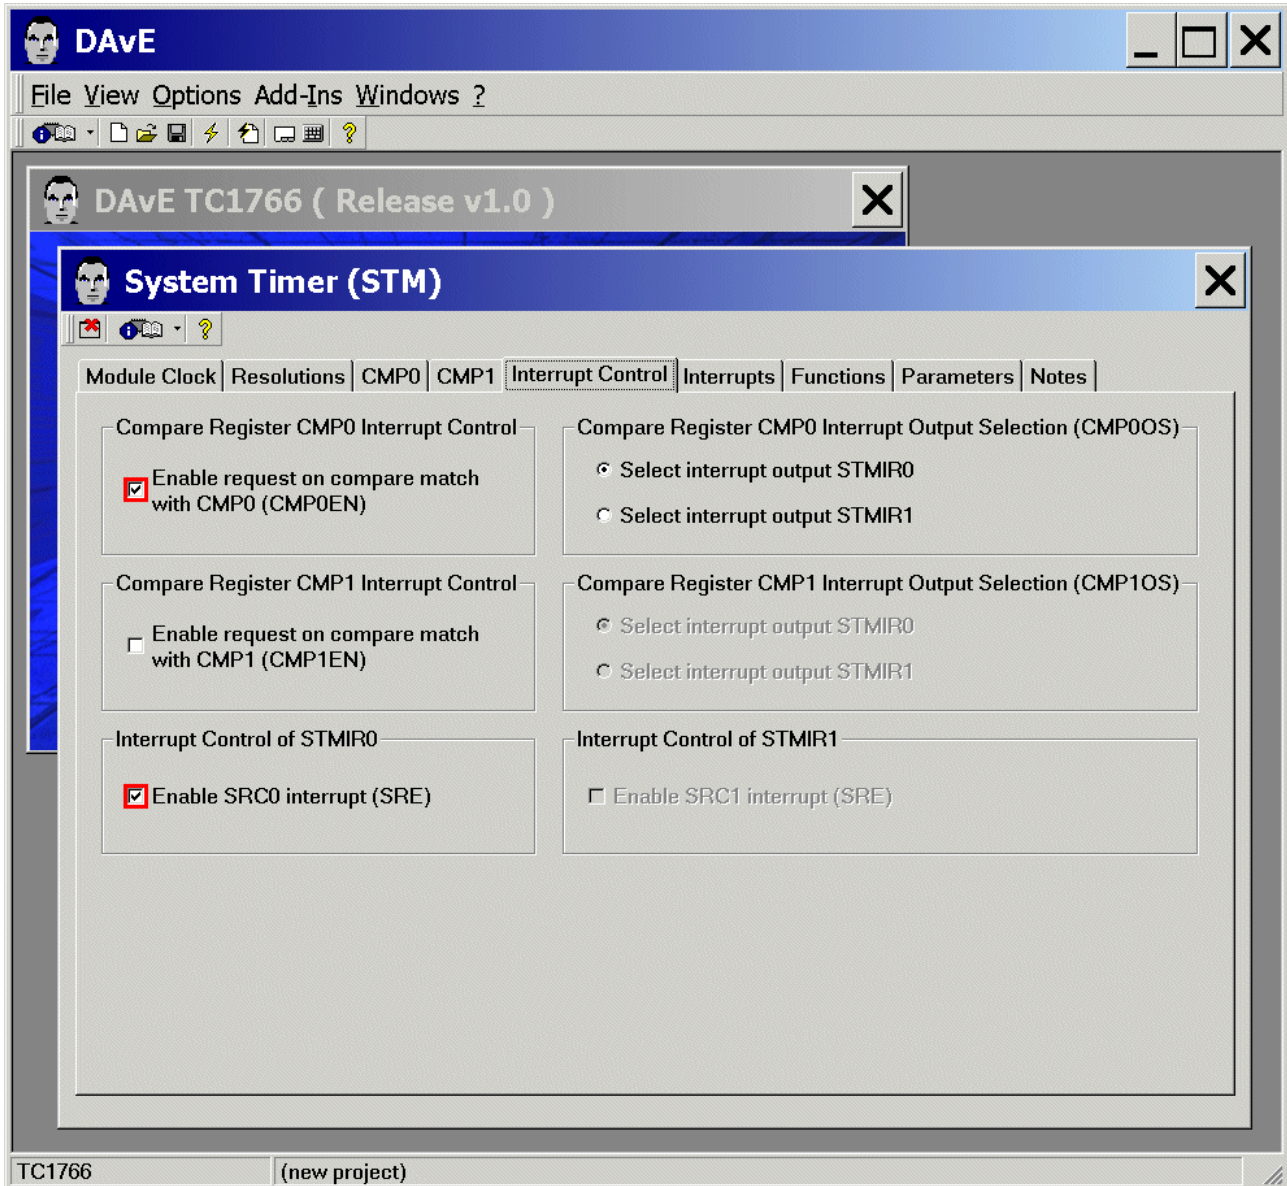 DAvE
File View Options Add-Ins Windows ?
DAvE TC1766 ( Release v1.0 )
System Timer (STM)
Module Clock Resolutions CMP0 CMP1 Interrupt Control Interrupts Functions Parameters Notes
Compare Register CMP0 Interrupt Control
Enable request on compare match
with CMP0 (CMP0EN)
Compare Register CMP0 Interrupt Output Selection (CMP0OS)
Select interrupt output STMIR0
Select interrupt output STMIR1
Compare Register CMP1 Interrupt Control
Enable request on compare match
with CMP1 (CMP1EN)
Compare Register CMP1 Interrupt Output Selection (CMP1OS)
Select interrupt output STMIR0
Select interrupt output STMIR1
Interrupt Control of STMIR0
Enable SRC0 interrupt (SRE)
Interrupt Control of STMIR1
Enable SRC1 interrupt (SRE)
TC1766
(new project)